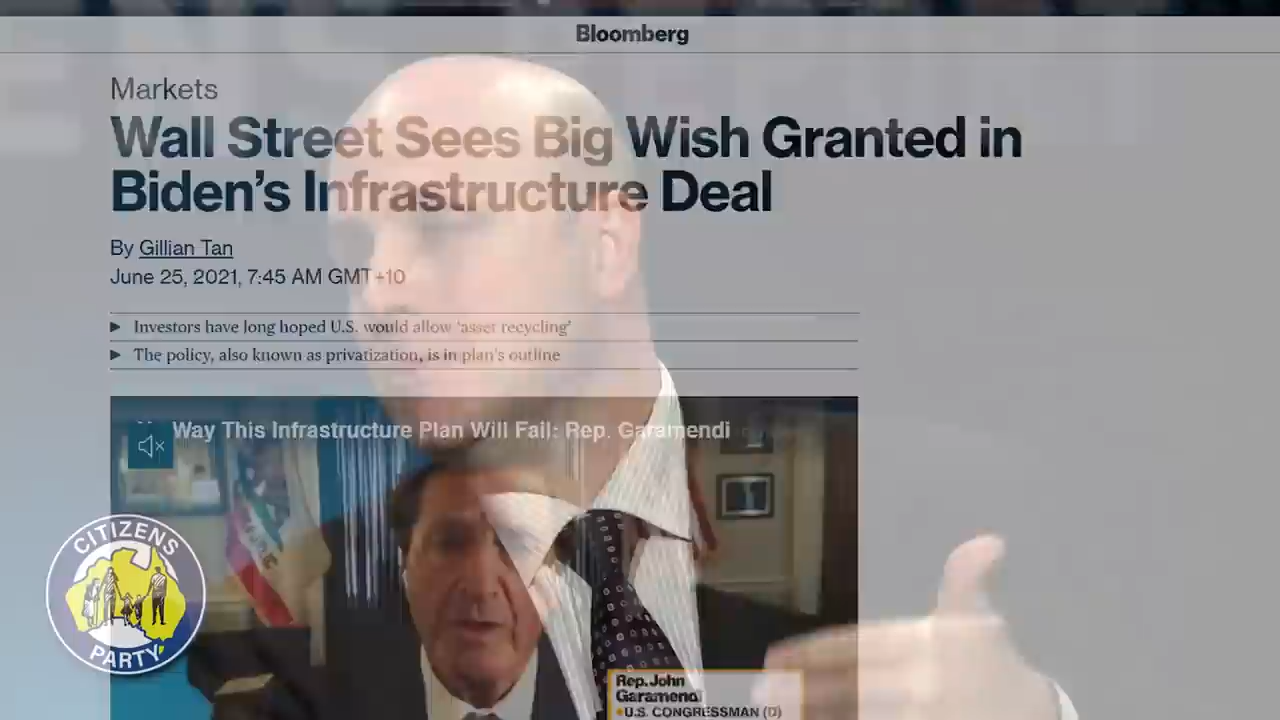 Bloomberg
Markets
Wall Street Sees Big Wish Granted in
Biden's Infrastructure Deal
By Gillian Tan
June 25, 2021, 7:45 AM GMT+10
Investors have long hoped U.S. would allow 'asset recycling'
The policy, also known as privatization, is in plan's outline
Way This Infrastructure Plan Will Fail: Rep. Garamendi
CITIZENS
PARTY
Rep. John
Garamendi
U.S. CONGRESSMAN (D)